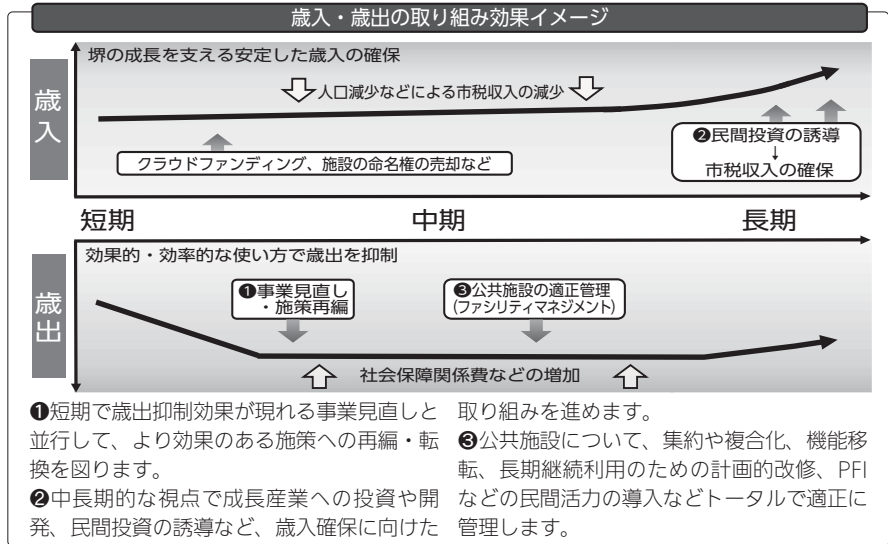 歳入・歳出の取り組み効果イメージ
歳入
堺の成長を支える安定した歳入の確保
人口減少などによる市税収入の減少
クラウドファンディング、施設の命名権の売却など
❷民間投資の誘導
↓
市税収入の確保
短期
中期
長期
歳出
効果的・効率的な使い方で歳出を抑制
❶事業見直し
・施策再編
❸公共施設の適正管理
(ファシリティマネジメント)
社会保障関係費などの増加
❶短期で歳出抑制効果が現れる事業見直しと
並行して、より効果のある施策への再編・転
換を図ります。
❷中長期的な視点で成長産業への投資や開
発、民間投資の誘導など、歳入確保に向けた
取り組みを進めます。
❸公共施設について、集約や複合化、機能移
転、長期継続利用のための計画的改修、PFI
などの民間活力の導入などトータルで適正に
管理します。